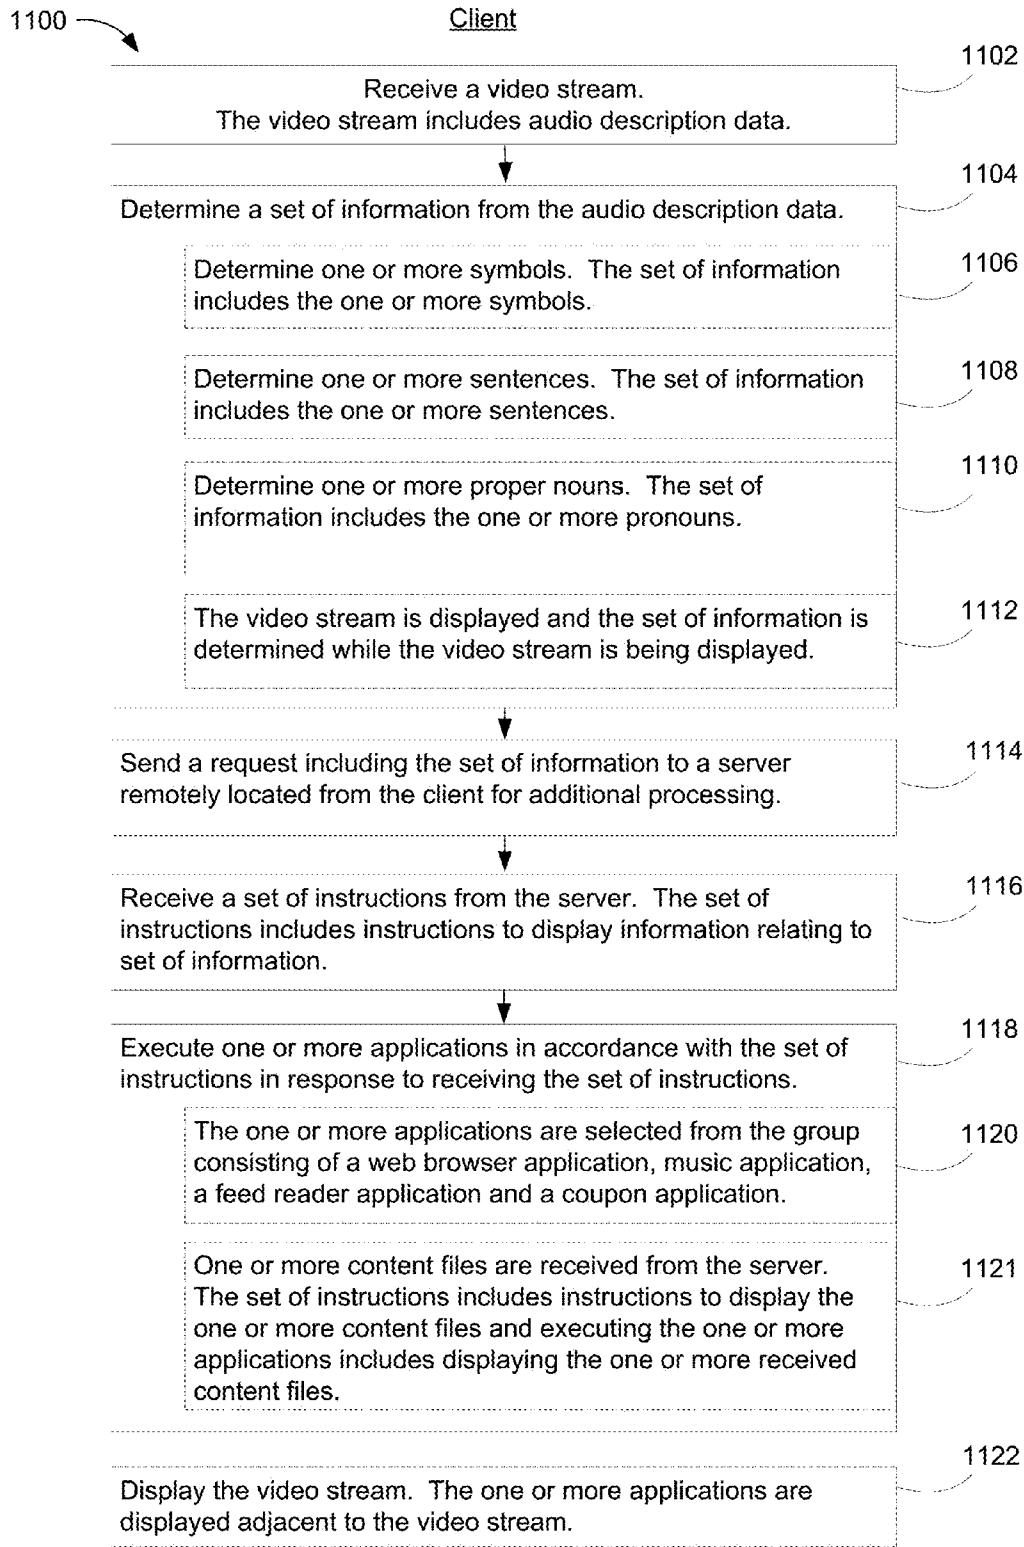 1100
Client
1102
Receive a video stream.
The video stream includes audio description data.
1104
Determine a set of information from the audio description data.
1106
Determine one or more symbols. The set of information
includes the one or more symbols.
1108
Determine one or more sentences. The set of information
includes the one or more sentences.
1110
Determine one or more proper nouns. The set of
information includes the one or more pronouns.
1112
The video stream is displayed and the set of information is
determined while the video stream is being displayed.
1114
Send a request including the set of information to a server
remotely located from the client for additional processing.
1116
Receive a set of instructions from the server. The set of
instructions includes instructions to display information relating to
set of information.
1118
Execute one or more applications in accordance with the set of
instructions in response to receiving the set of instructions.
1120
The one or more applications are selected from the group
consisting of a web browser application, music application,
a feed reader application and a coupon application.
1121
One or more content files are received from the server.
The set of instructions includes instructions to display the
one or more content files and executing the one or more
applications includes displaying the one or more received
content files.
1122
Display the video stream. The one or more applications are
displayed adjacent to the video stream.